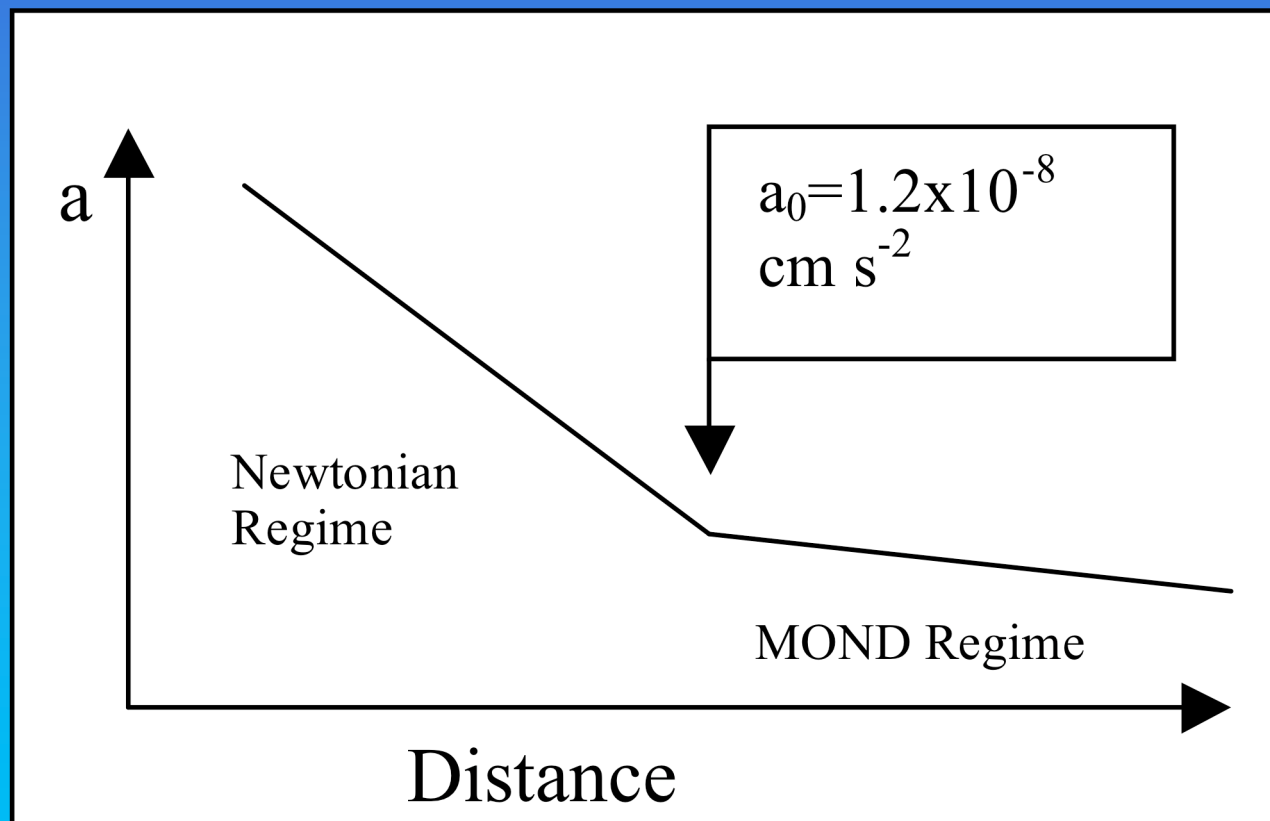 a
a₀=1.2x10⁻⁸
cm s⁻²
Newtonian
Regime
MOND Regime
Distance